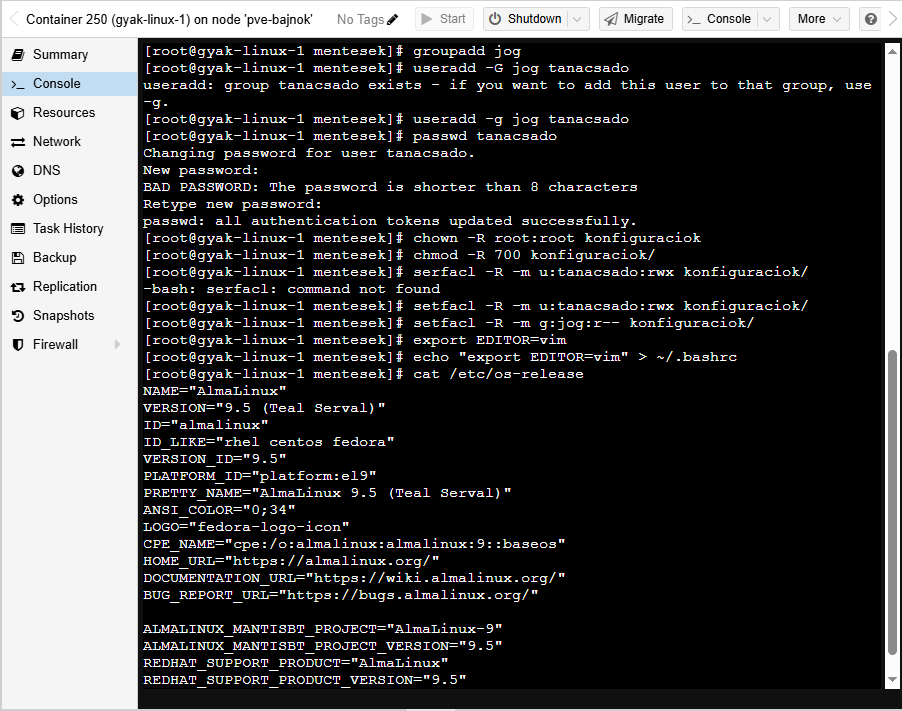 Container 250 (gyak-linux-1) on node 'pve-bajnok' No Tags Start Shutdown Migrate >_ Console More ?
Summary
>_ Console
Resources
Network
DNS
Options
Task History
Backup
Replication
Snapshots
Firewall
[root@gyak-linux-1 mentesek]# groupadd jog
[root@gyak-linux-1 mentesek]# useradd -G jog tanacsado
useradd: group tanacsado exists - if you want to add this user to that group, use
-g.
[root@gyak-linux-1 mentesek]# useradd -g jog tanacsado
[root@gyak-linux-1 mentesek]# passwd tanacsado
Changing password for user tanacsado.
New password:
BAD PASSWORD: The password is shorter than 8 characters
Retype new password:
passwd: all authentication tokens updated successfully.
[root@gyak-linux-1 mentesek]# chown -R root:root konfiguraciok
[root@gyak-linux-1 mentesek]# chmod -R 700 konfiguraciok/
[root@gyak-linux-1 mentesek]# serfacl -R -m u:tanacsado:rwx konfiguraciok/
-bash: serfacl: command not found
[root@gyak-linux-1 mentesek]# setfacl -R -m u:tanacsado:rwx konfiguraciok/
[root@gyak-linux-1 mentesek]# setfacl -R -m g:jog:r-- konfiguraciok/
[root@gyak-linux-1 mentesek]# export EDITOR=vim
[root@gyak-linux-1 mentesek]# echo "export EDITOR=vim" > ~/.bashrc
[root@gyak-linux-1 mentesek]# cat /etc/os-release
NAME="AlmaLinux"
VERSION="9.5 (Teal Serval)"
ID="almalinux"
ID_LIKE="rhel centos fedora"
VERSION_ID="9.5"
PLATFORM_ID="platform:el9"
PRETTY_NAME="AlmaLinux 9.5 (Teal Serval)"
ANSI_COLOR="0;34"
LOGO="fedora-logo-icon"
CPE_NAME="cpe:/o:almalinux:almalinux:9::baseos"
HOME_URL="https://almalinux.org/"
DOCUMENTATION_URL="https://wiki.almalinux.org/"
BUG_REPORT_URL="https://bugs.almalinux.org/"
ALMALINUX_MANTISBT_PROJECT="AlmaLinux-9"
ALMALINUX_MANTISBT_PROJECT_VERSION="9.5"
REDHAT_SUPPORT_PRODUCT="AlmaLinux"
REDHAT_SUPPORT_PRODUCT_VERSION="9.5"